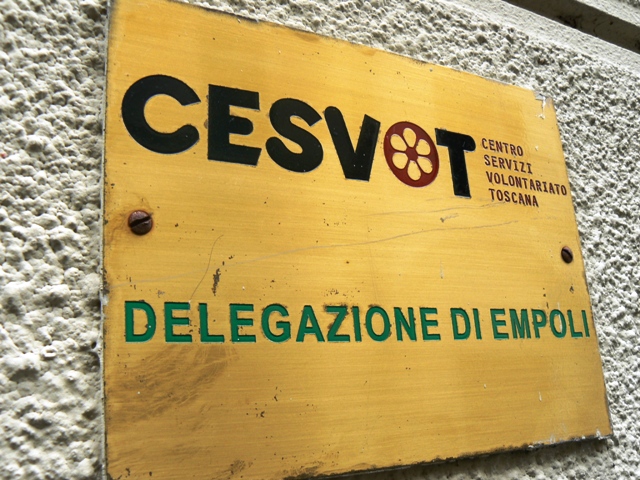 CESVOT
CENTRO
SERVIZI
VOLONTARIATO
TOSCANA
DELEGAZIONE DI EMPOLI